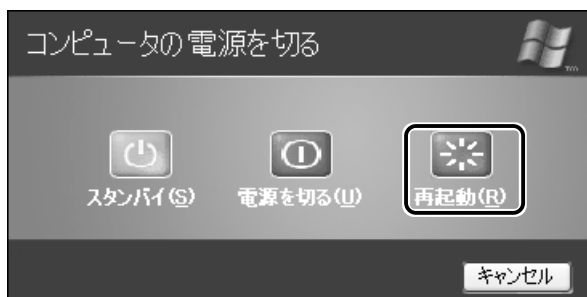 コンピュータの電源を切る
TM
スタンバイ(S)
電源を切る(U)
再起動(R)
キャンセル